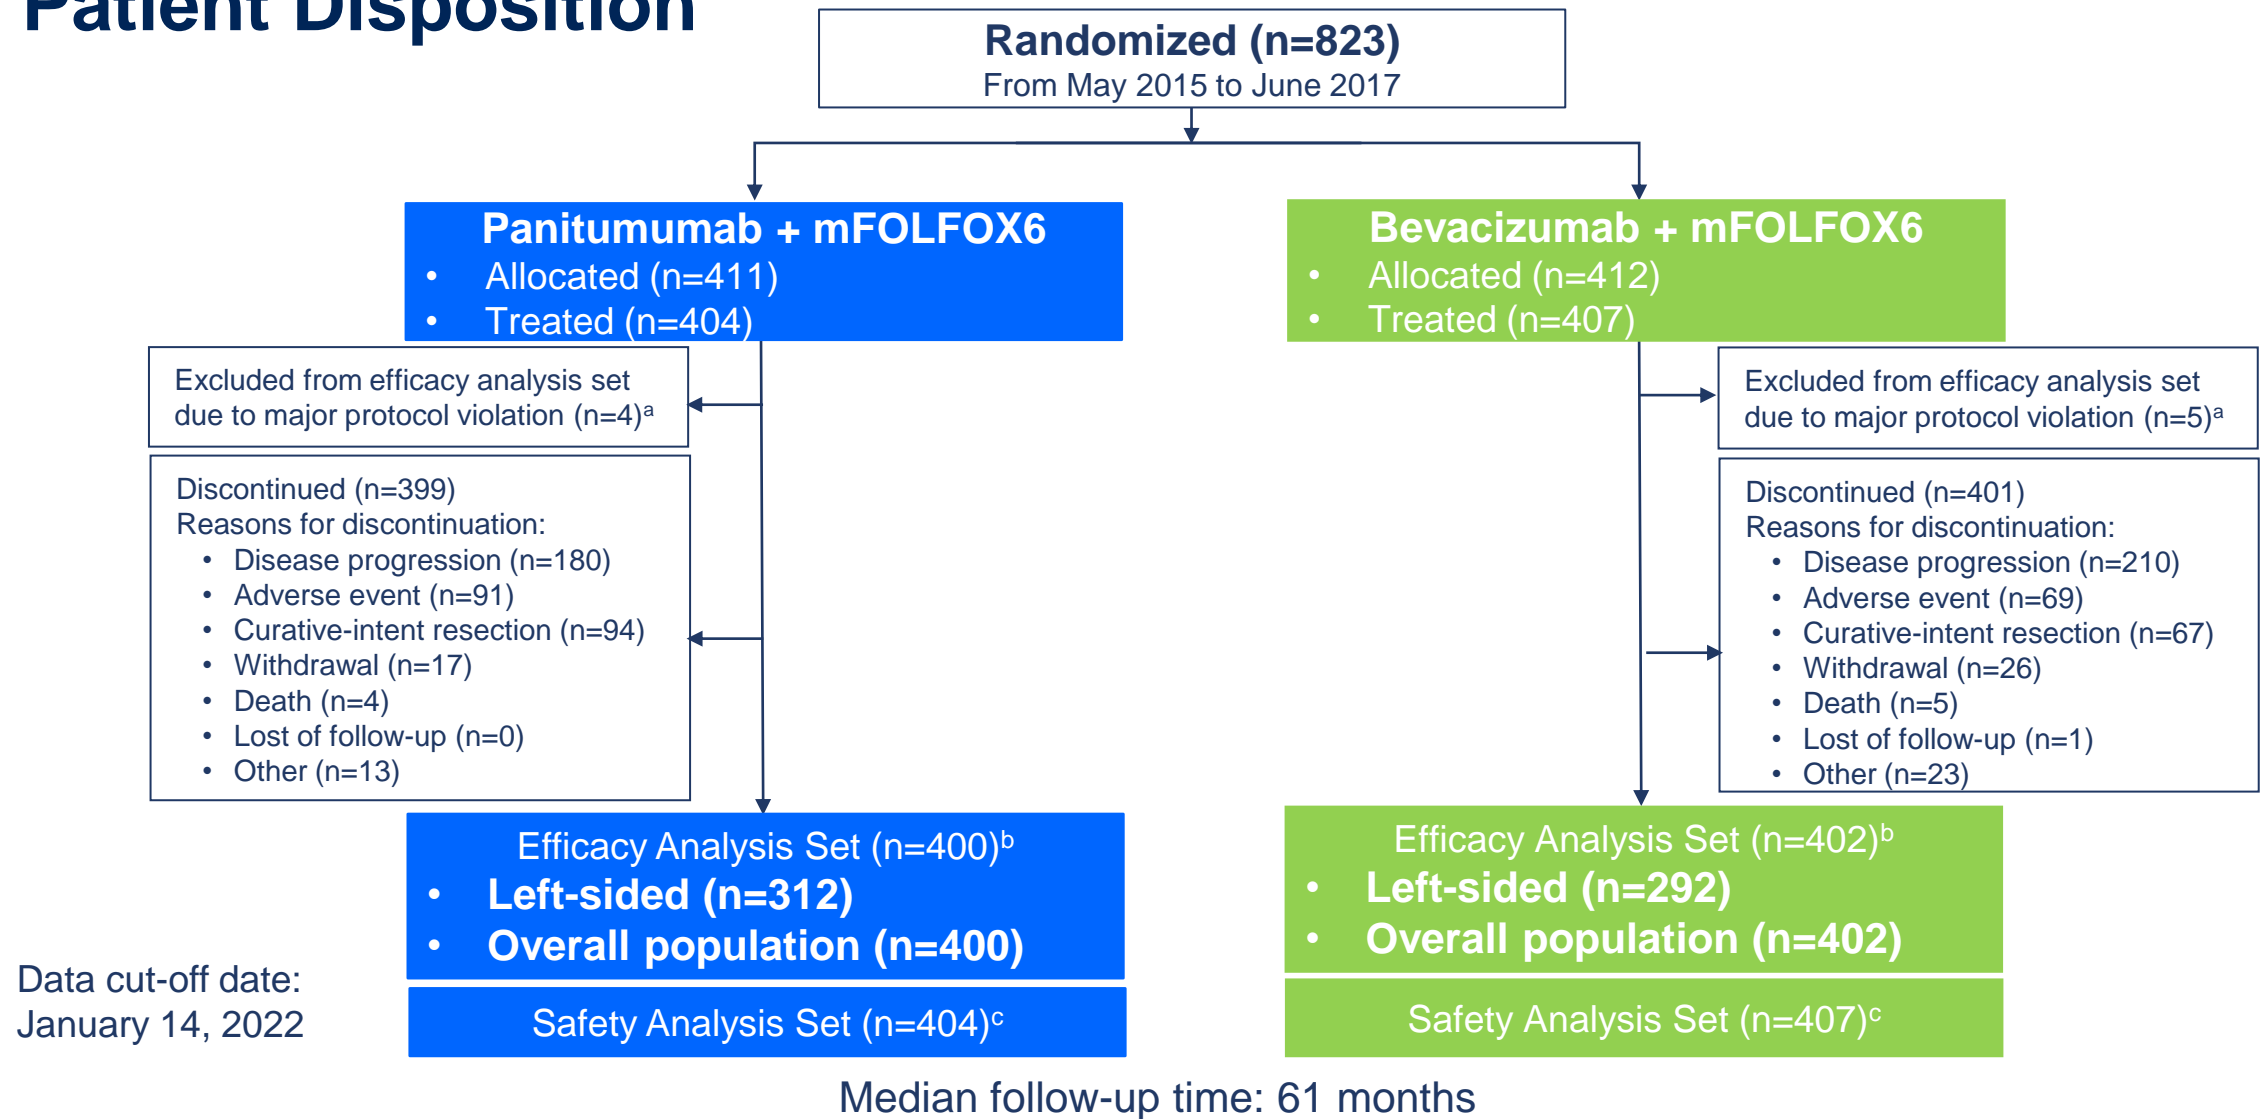 Patient Disposition
Randomized (n=823)
From May 2015 to June 2017
Panitumumab + mFOLFOX6
• Allocated (n=411)
• Treated (n=404)
Bevacizumab + mFOLFOX6
• Allocated (n=412)
• Treated (n=407)
Excluded from efficacy analysis set
due to major protocol violation (n=4)ᵃ
Excluded from efficacy analysis set
due to major protocol violation (n=5)ᵃ
Discontinued (n=399)
Reasons for discontinuation:
• Disease progression (n=180)
• Adverse event (n=91)
• Curative-intent resection (n=94)
• Withdrawal (n=17)
• Death (n=4)
• Lost of follow-up (n=0)
• Other (n=13)
Discontinued (n=401)
Reasons for discontinuation:
• Disease progression (n=210)
• Adverse event (n=69)
• Curative-intent resection (n=67)
• Withdrawal (n=26)
• Death (n=5)
• Lost of follow-up (n=1)
• Other (n=23)
Efficacy Analysis Set (n=400)ᵇ
• Left-sided (n=312)
• Overall population (n=400)
Safety Analysis Set (n=404)ᶜ
Efficacy Analysis Set (n=402)ᵇ
• Left-sided (n=292)
• Overall population (n=402)
Safety Analysis Set (n=407)ᶜ
Data cut-off date:
January 14, 2022
Median follow-up time: 61 months